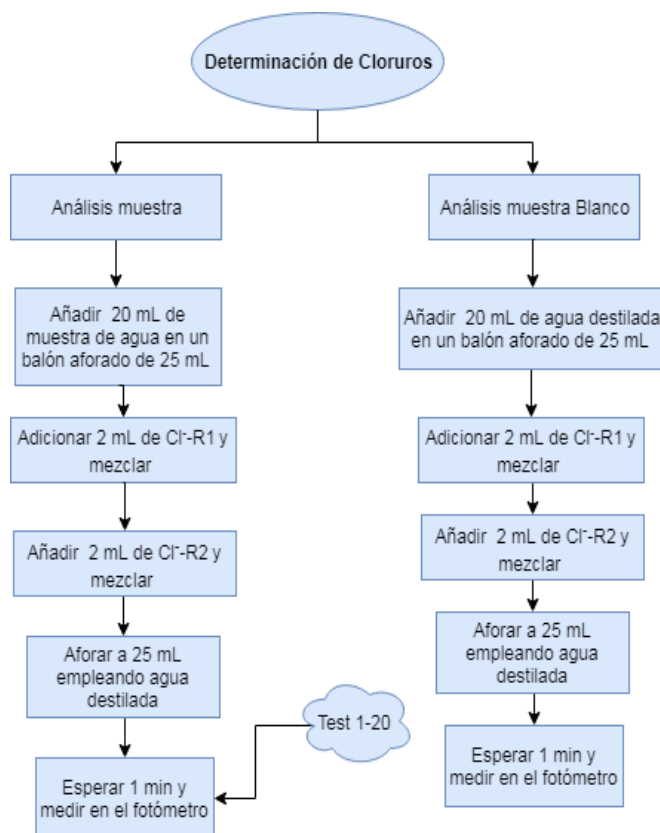 Determinación de Cloruros
Análisis muestra
Añadir 20 mL de
muestra de agua en un
balón aforado de 25 mL
Adicionar 2 mL de Cl⁻-R1 y
mezclar
Añadir 2 mL de Cl⁻-R2 y
mezclar
Aforar a 25 mL
empleando agua
destilada
Test 1-20
Esperar 1 min y
medir en el fotómetro
Análisis muestra Blanco
Añadir 20 mL de agua destilada
en un balón aforado de 25 mL
Adicionar 2 mL de Cl⁻-R1 y
mezclar
Añadir 2 mL de Cl⁻-R2 y
mezclar
Aforar a 25 mL
empleando agua
destilada
Esperar 1 min y
medir en el fotómetro